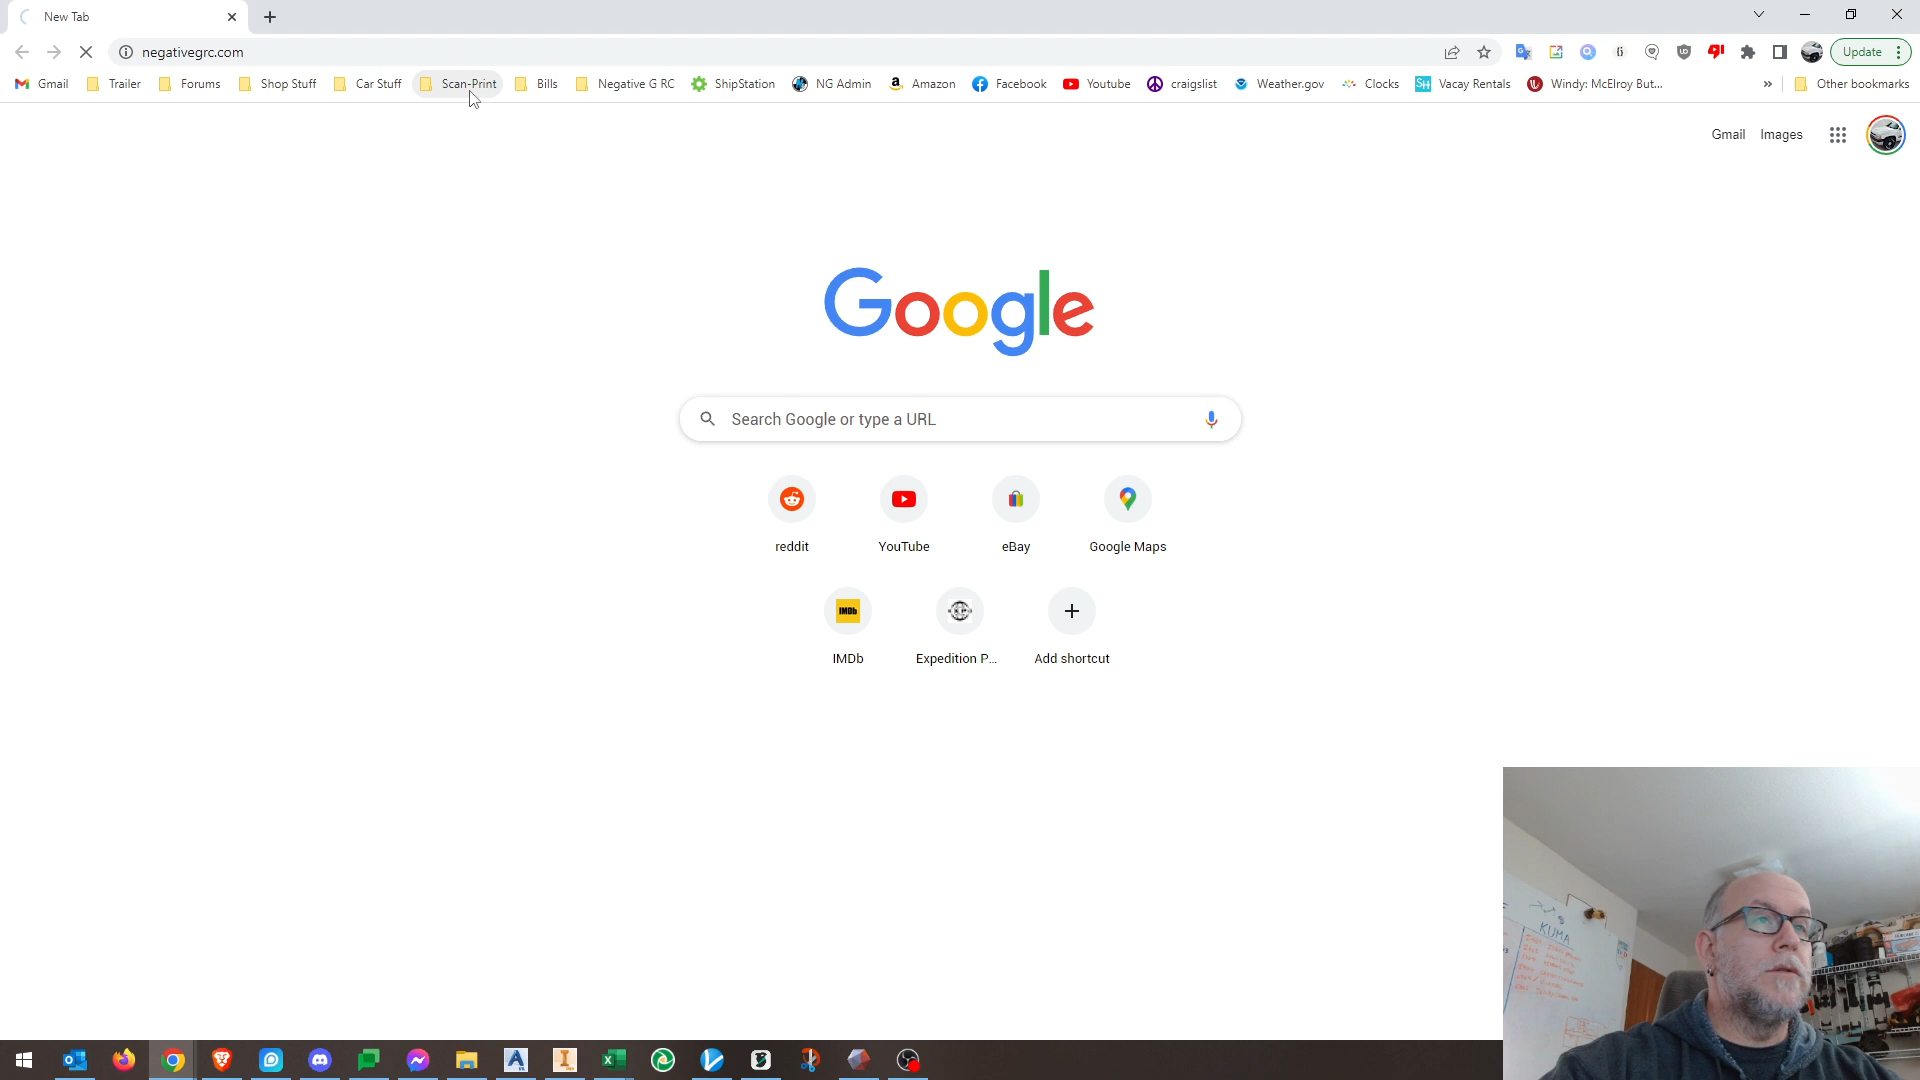 New Tab
negativegrc.com
Update
Gmail
Trailer
Forums
Shop Stuff
Car Stuff
Scan-Print
Bills
Negative G RC
ShipStation
NG Admin
Amazon
Facebook
Youtube
craigslist
Weather.gov
Clocks
Vacay Rentals
Windy: McElroy But...
»
Other bookmarks
Gmail Images
Google
Search Google or type a URL
reddit
YouTube
eBay
Google Maps
IMDb
IMDb
Expedition P...
Add shortcut
KUMA